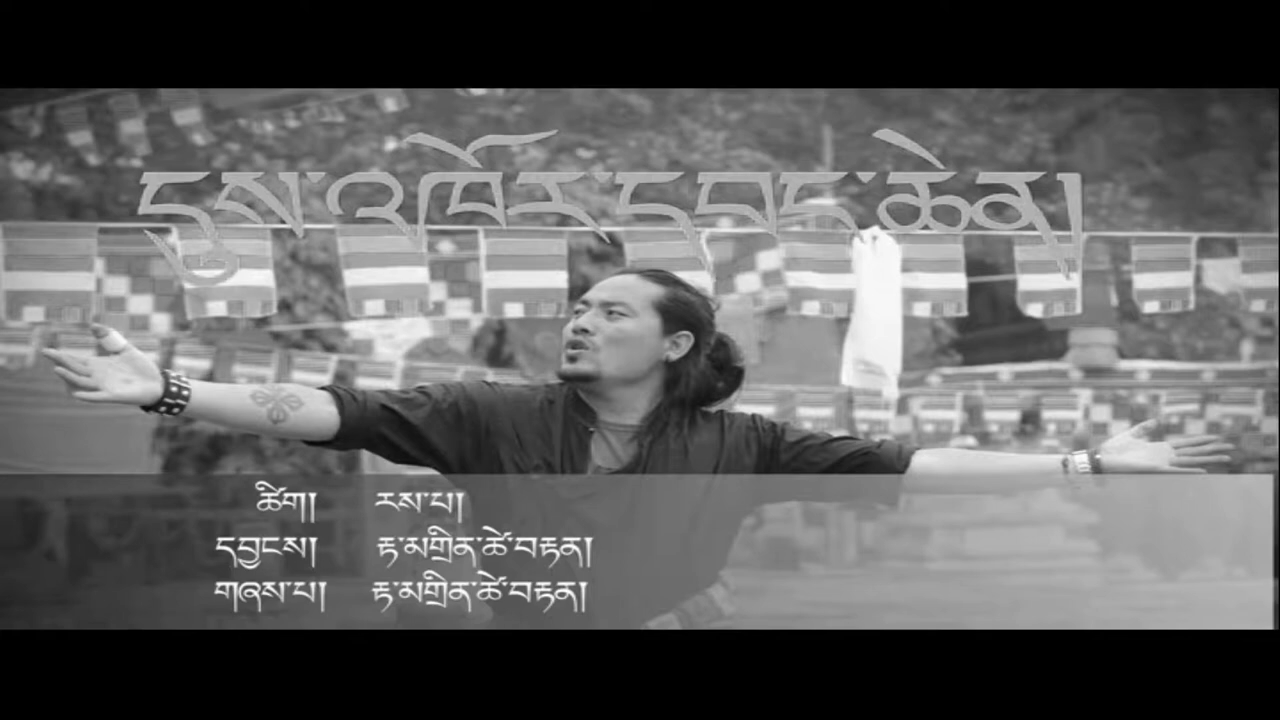 དུས་འཁོར་དབང་ཆེན།
ཚིག། རས་པ།
དབྱངས། རྟ་མགྲིན་ཚེ་བརྟན།
གཞས་པ། རྟ་མགྲིན་ཚེ་བརྟན།